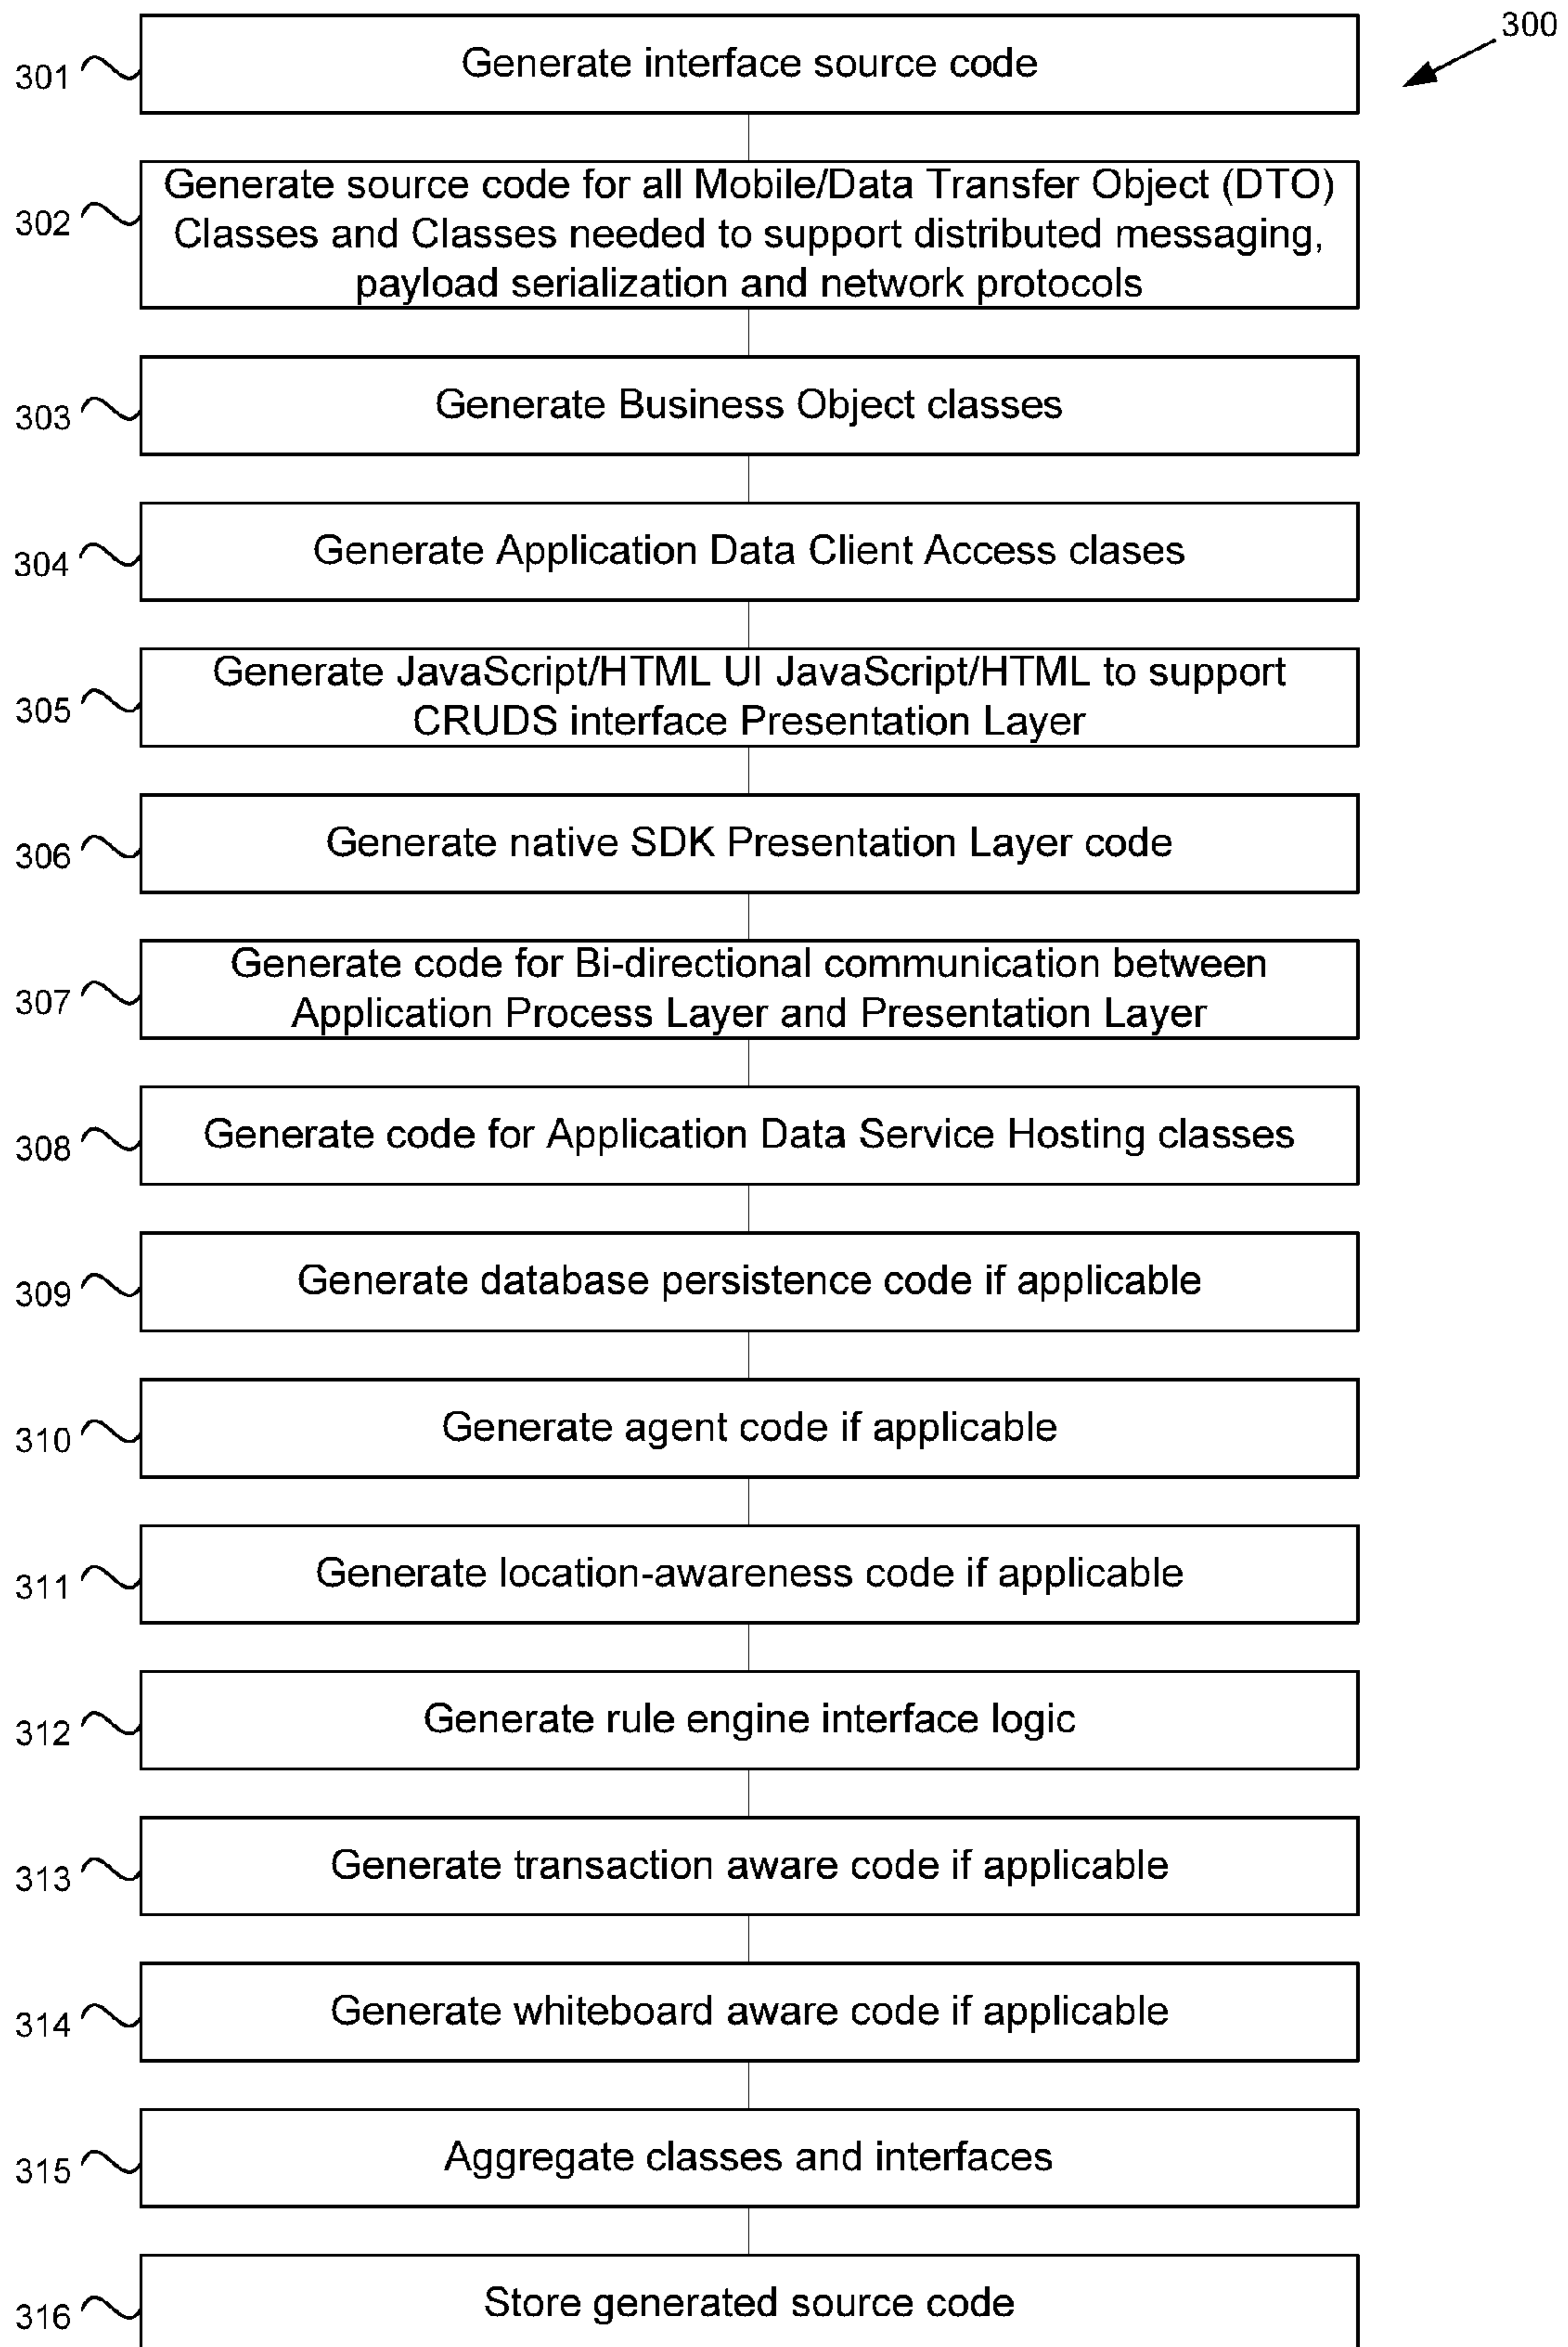 300
301
Generate interface source code
302
Generate source code for all Mobile/Data Transfer Object (DTO)
Classes and Classes needed to support distributed messaging,
payload serialization and network protocols
303
Generate Business Object classes
304
Generate Application Data Client Access clases
305
Generate JavaScript/HTML UI JavaScript/HTML to support
CRUDS interface Presentation Layer
306
Generate native SDK Presentation Layer code
307
Generate code for Bi-directional communication between
Application Process Layer and Presentation Layer
308
Generate code for Application Data Service Hosting classes
309
Generate database persistence code if applicable
310
Generate agent code if applicable
311
Generate location-awareness code if applicable
312
Generate rule engine interface logic
313
Generate transaction aware code if applicable
314
Generate whiteboard aware code if applicable
315
Aggregate classes and interfaces
316
Store generated source code